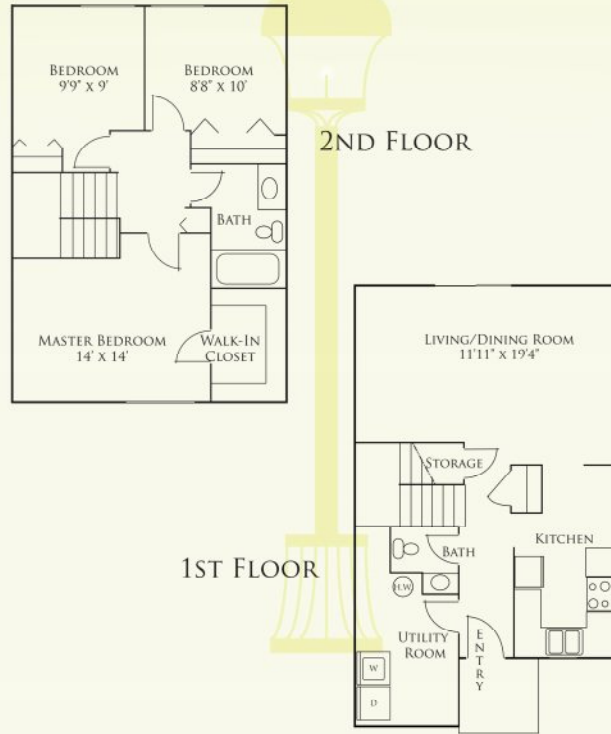 BEDROOM
9'9" X 9'
BEDROOM
8'8" X 10'
2ND FLOOR
BATH
MASTER BEDROOM
14' X 14'
WALK-IN
CLOSET
LIVING/DINING ROOM
11'11" X 19'4"
STORAGE
KITCHEN
BATH
1ST FLOOR
H.W.
UTILITY
ROOM
ENTRY
W
D